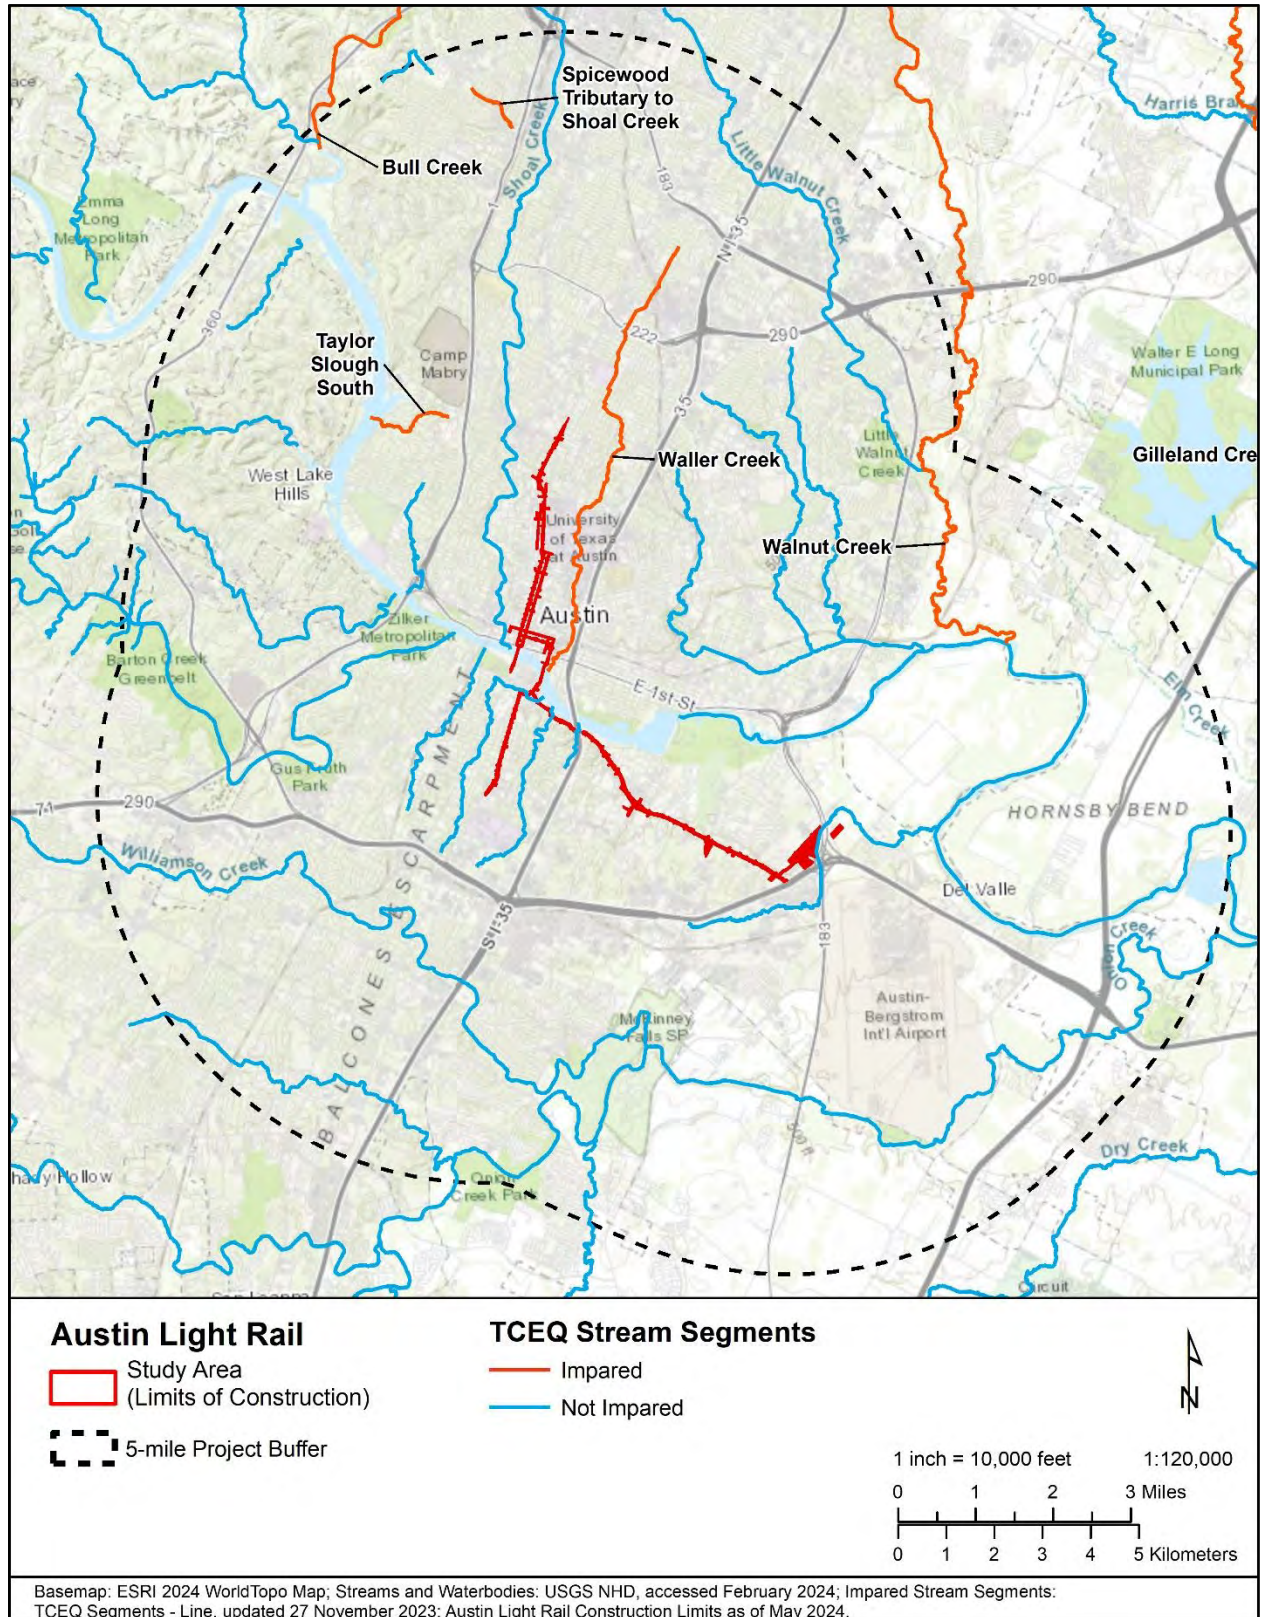 Spicewood
Tributary to
Shoal Creek
Harris Bra
Bull Creek
Shoal Creek
Little Walnut Creek
183
1
N I-35
Emma
Long
Metropolitan
Park
360
290
222
290
Taylor
Slough
South
Camp
Mabry
Walter E Long
Municipal Park
35
Little
Walnut
Creek
Waller Creek
Gilleland Cre
West Lake
Hills
University
of Texas
at Austin
Walnut Creek
Austin
Zilker
Metropolitan
Park
Barton Creek
Greenbelt
E 1st-St
Elm Creek
Gus Fruth
Park
71
290
HORNSBY BEND
Williamson Creek
BALCONES ESCARPMENT
Del Valle
S I-35
183
Onion Creek
Austin-
Bergstrom
Int'l Airport
McKinney
Falls SP
500 ft
Dry Creek
hady Hollow
Onion
Creek Park
Circuit
Austin Light Rail
Study Area
(Limits of Construction)
5-mile Project Buffer
TCEQ Stream Segments
Impared
Not Impared
N
1 inch = 10,000 feet 1:120,000
0 1 2 3 Miles
0 1 2 3 4 5 Kilometers
Basemap: ESRI 2024 WorldTopo Map; Streams and Waterbodies: USGS NHD, accessed February 2024; Impared Stream Segments:
TCEQ Segments - Line, updated 27 November 2023; Austin Light Rail Construction Limits as of May 2024.